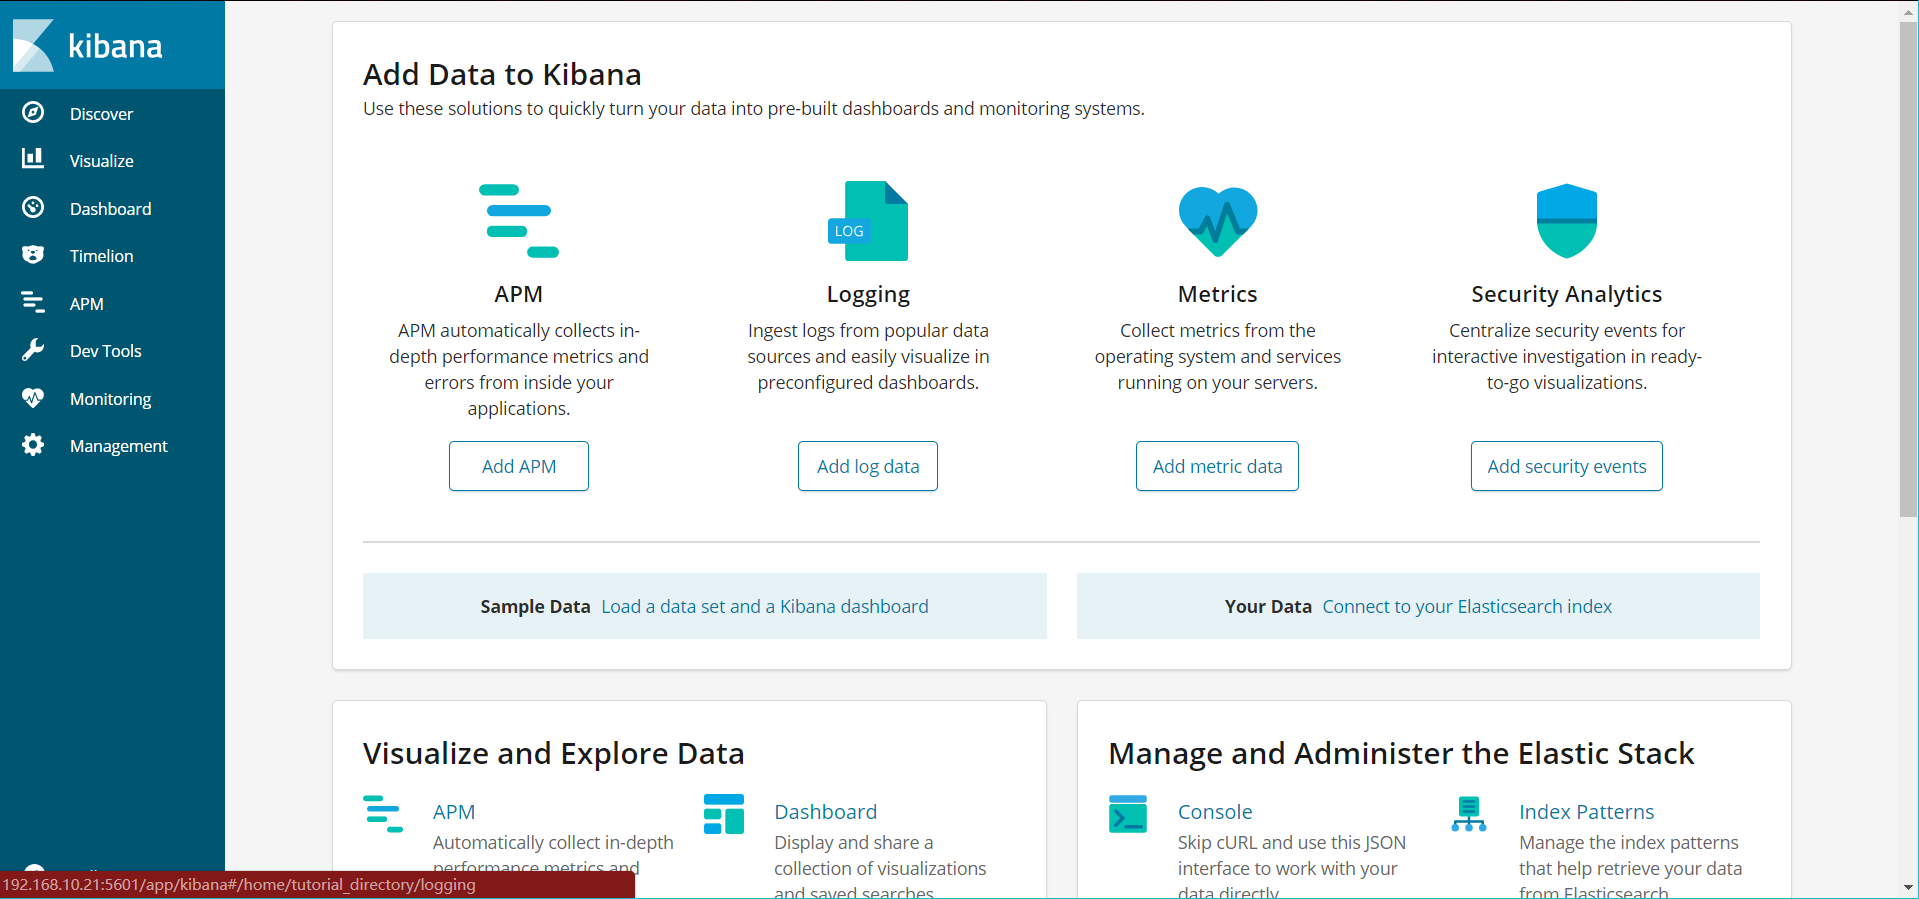 kibana
Discover
Visualize
Dashboard
Timelion
APM
Dev Tools
Monitoring
Management
Add Data to Kibana
Use these solutions to quickly turn your data into pre-built dashboards and monitoring systems.
APM
APM automatically collects in-
depth performance metrics and
errors from inside your
applications.
Add APM
LOG
Logging
Ingest logs from popular data
sources and easily visualize in
preconfigured dashboards.
Add log data
Metrics
Collect metrics from the
operating system and services
running on your servers.
Add metric data
Security Analytics
Centralize security events for
interactive investigation in ready-
to-go visualizations.
Add security events
Sample Data Load a data set and a Kibana dashboard
Your Data Connect to your Elasticsearch index
Visualize and Explore Data
APM
Automatically collect in-depth
performance metrics and
Dashboard
Display and share a
collection of visualizations
and saved searches
Manage and Administer the Elastic Stack
Console
Skip cURL and use this JSON
interface to work with your
data directly
Index Patterns
Manage the index patterns
that help retrieve your data
from Elasticsearch
192.168.10.21:5601/app/kibana#/home/tutorial_directory/logging